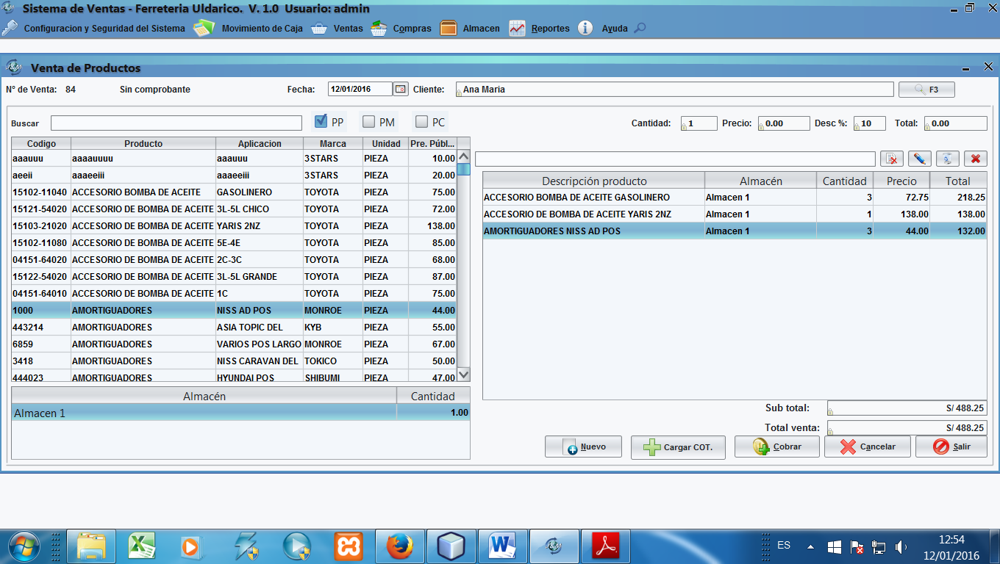 Sistema de Ventas - Ferreteria Uldarico. V. 1.0 Usuario: admin
Configuracion y Seguridad del Sistema Movimiento de Caja Ventas Compras Almacen Reportes Ayuda
Venta de Productos
Nº de Venta: 84 Sin comprobante Fecha: 12/01/2016 Cliente: Ana Maria F3
Buscar PP PM PC Cantidad: 1 Precio: 0.00 Desc %: 10 Total: 0.00
Codigo Producto Aplicacion Marca Unidad Pre. Públ...
aaauuu aaaauuuu aaauuu 3STARS PIEZA 10.00
aeeii aaaeeiii aaaeeiii 3STARS PIEZA 20.00
15102-11040 ACCESORIO BOMBA DE ACEITE GASOLINERO TOYOTA PIEZA 75.00
15121-54020 ACCESORIO DE BOMBA DE ACEITE 3L-5L CHICO TOYOTA PIEZA 72.00
15103-21020 ACCESORIO DE BOMBA DE ACEITE YARIS 2NZ TOYOTA PIEZA 138.00
15102-11080 ACCESORIO DE BOMBA DE ACEITE 5E-4E TOYOTA PIEZA 85.00
04151-64020 ACCESORIO DE BOMBA DE ACEITE 2C-3C TOYOTA PIEZA 68.00
15122-54020 ACCESORIO DE BOMBA DE ACEITE 3L-5L GRANDE TOYOTA PIEZA 87.00
04151-64010 ACCESORIO DE BOMBA DE ACEITE 1C TOYOTA PIEZA 75.00
1000 AMORTIGUADORES NISS AD POS MONROE PIEZA 44.00
443214 AMORTIGUADORES ASIA TOPIC DEL KYB PIEZA 55.00
6859 AMORTIGUADORES VARIOS POS LARGO MONROE PIEZA 67.00
3418 AMORTIGUADORES NISS CARAVAN DEL TOKICO PIEZA 50.00
444023 AMORTIGUADORES HYUNDAI POS SHIBUMI PIEZA 47.00
Almacén Cantidad
Almacen 1 1.00
Descripción producto Almacén Cantidad Precio Total
ACCESORIO BOMBA DE ACEITE GASOLINERO Almacen 1 3 72.75 218.25
ACCESORIO DE BOMBA DE ACEITE YARIS 2NZ Almacen 1 1 138.00 138.00
AMORTIGUADORES NISS AD POS Almacen 1 3 44.00 132.00
Sub total: S/ 488.25
Total venta: S/ 488.25
Nuevo Cargar COT. Cobrar Cancelar Salir
ES 12:54
12/01/2016